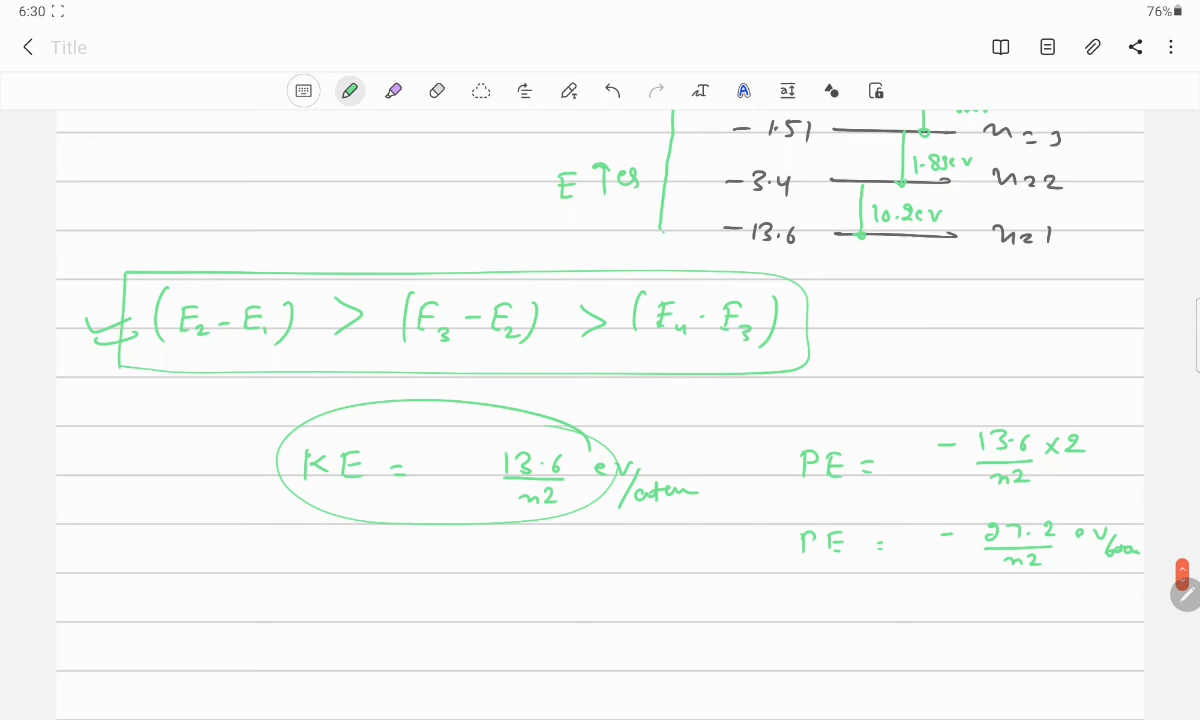 6:30 76%
Title
- 1.51 n = 3
1.89ev
E ↑es - 3.4 n=2
10.2ev
-13.6 n=1
(E₂ - E₁) > (E₃ - E₂) > (E₄ - E₃)
KE = 13.6/n2 ev/atom
PE = - 13.6 x2/n2
PE = - 27.2/n2